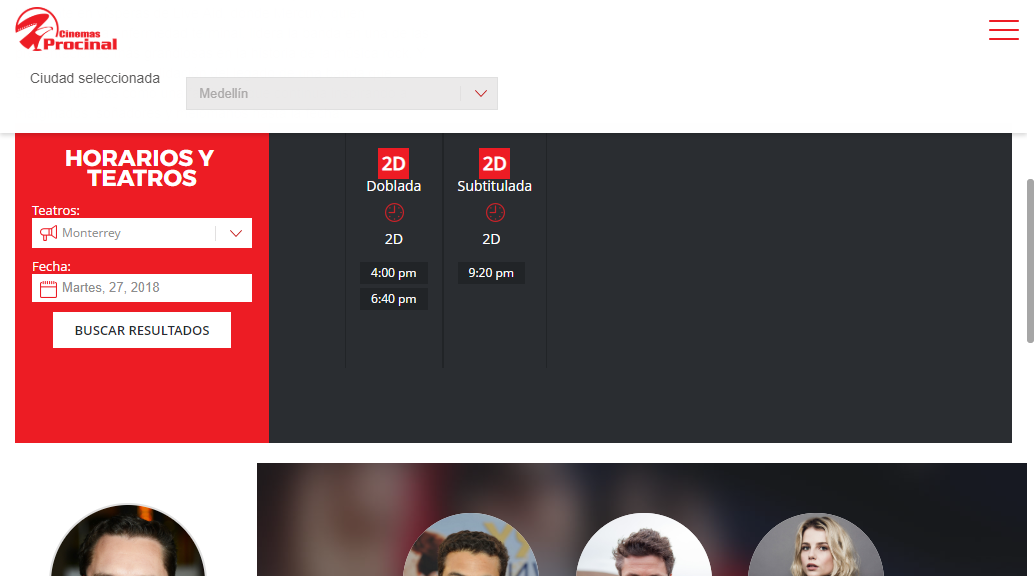 Cinemas
Procinal
Ciudad seleccionada
Medellín
HORARIOS Y
TEATROS
Teatros:
Monterrey
Fecha:
Martes, 27, 2018
BUSCAR RESULTADOS
2D
Doblada
2D
4:00 pm
6:40 pm
2D
Subtitulada
2D
9:20 pm